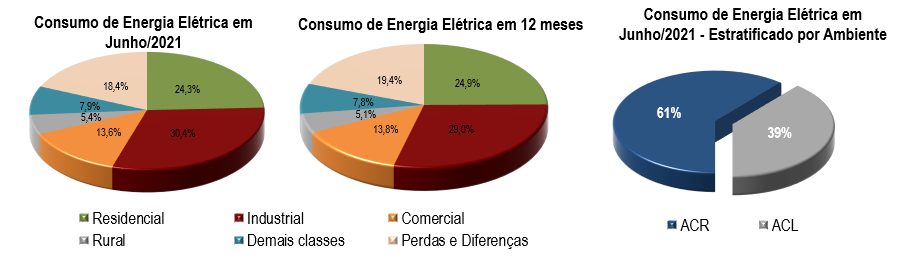 Consumo de Energia Elétrica em
Junho/2021
18,4%
24,3%
7,9%
5,4%
13,6%
30,4%
Consumo de Energia Elétrica em 12 meses
19,4%
24,9%
7,8%
5,1%
13,8%
29,0%
Residencial
Industrial
Comercial
Rural
Demais classes
Perdas e Diferenças
Consumo de Energia Elétrica em
Junho/2021 - Estratificado por Ambiente
61%
39%
ACR
ACL